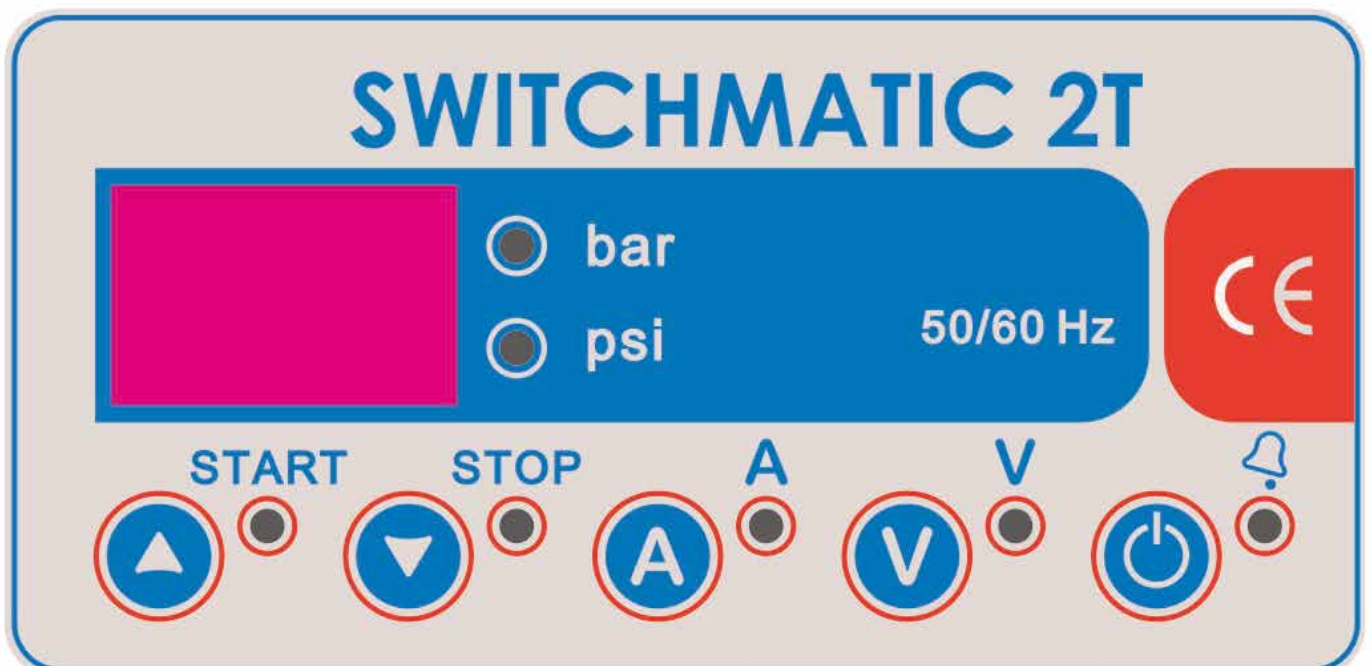 SWITCHMATIC 2T
bar
psi
50/60 Hz
CE
START
STOP
A
V
A
V